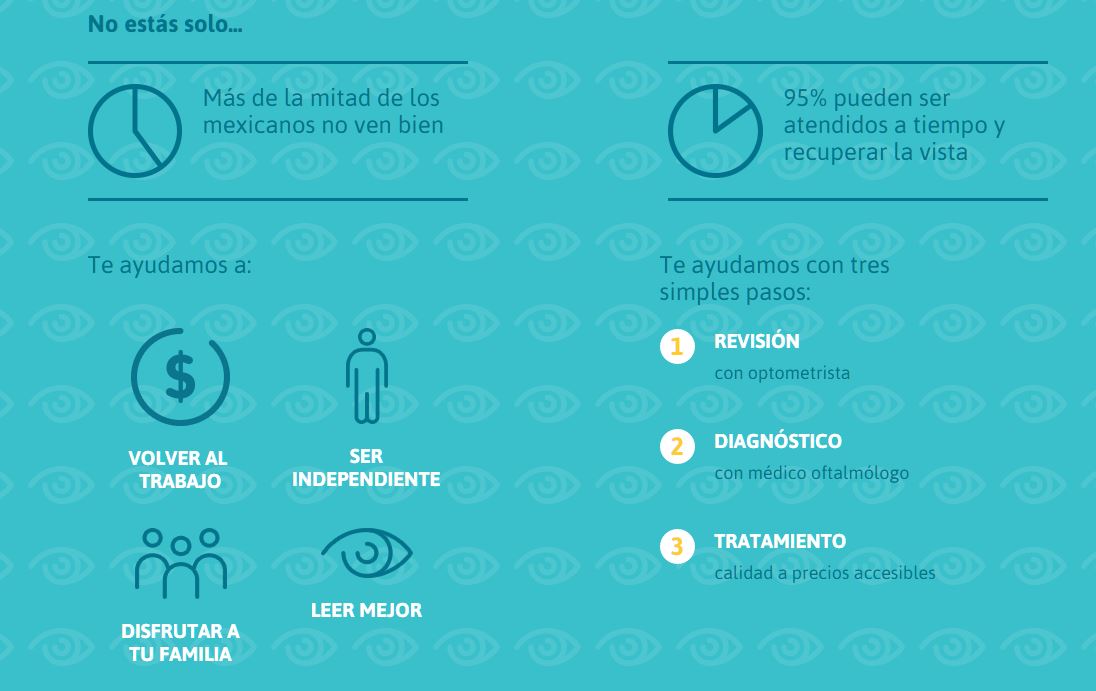 No estás solo...
Más de la mitad de los
mexicanos no ven bien
95% pueden ser
atendidos a tiempo y
recuperar la vista
Te ayudamos a:
$
VOLVER AL
TRABAJO
SER
INDEPENDIENTE
DISFRUTAR A
TU FAMILIA
LEER MEJOR
Te ayudamos con tres
simples pasos:
1 REVISIÓN
con optometrista
2 DIAGNÓSTICO
con médico oftalmólogo
3 TRATAMIENTO
calidad a precios accesibles